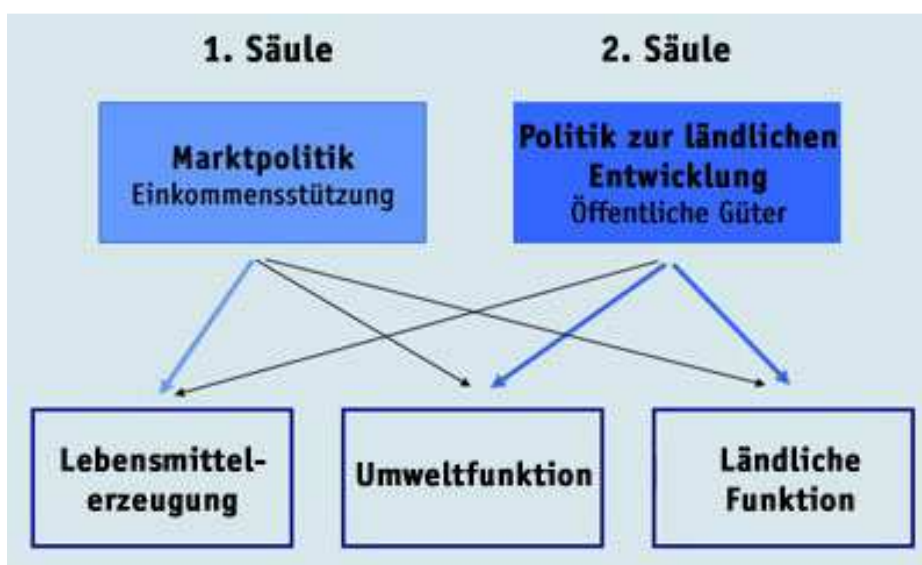 1. Säule
2. Säule
Marktpolitik
Einkommensstützung
Politik zur ländlichen
Entwicklung
Öffentliche Güter
Lebensmittel-
erzeugung
Umweltfunktion
Ländliche
Funktion